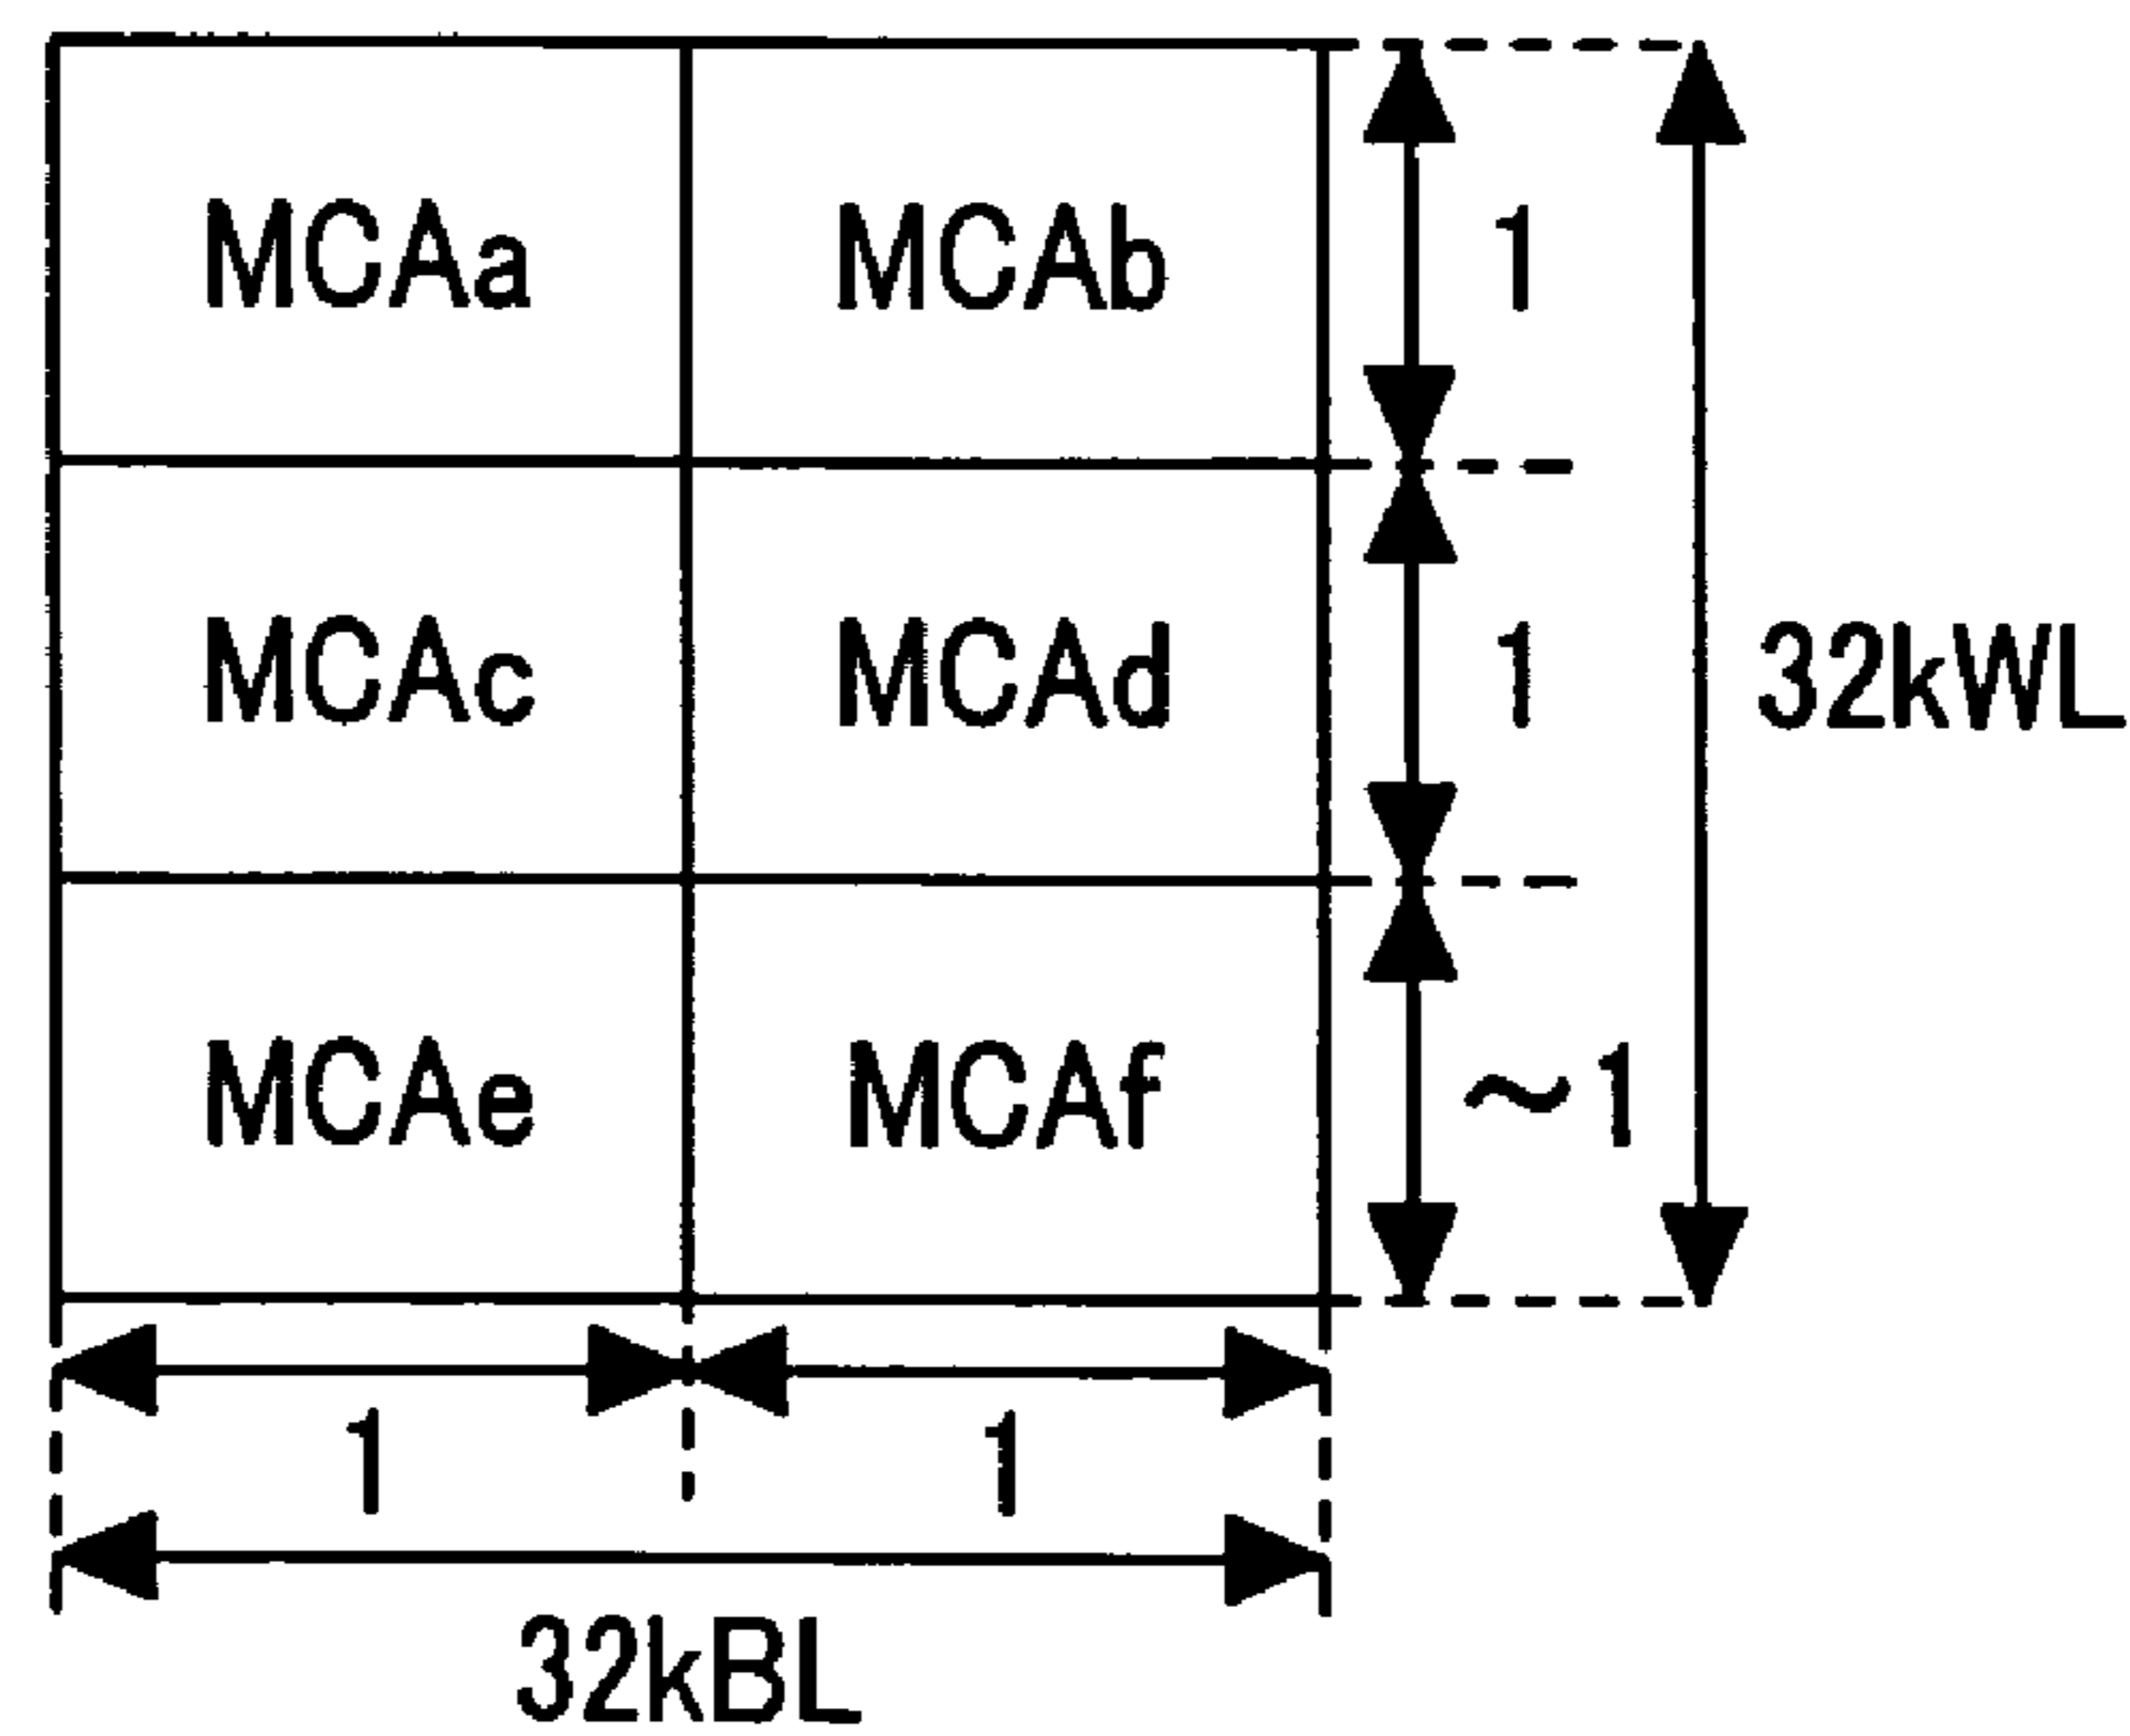 MCAa MCAb 1
MCAc MCAd 1 32kWL
MCAe MCAf ~1
1 1
32kBL